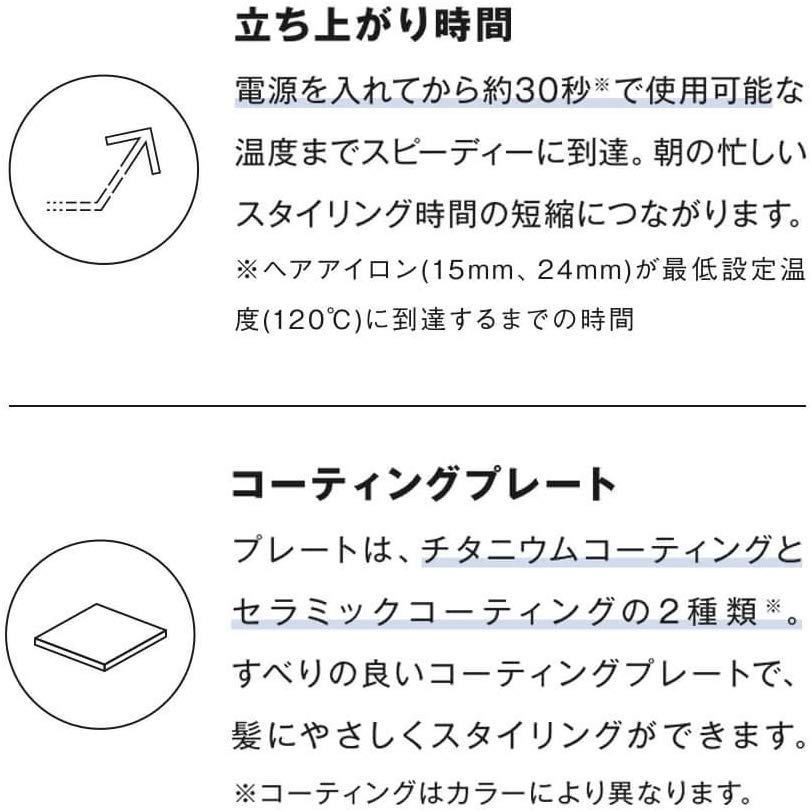 立ち上がり時間
電源を入れてから約30秒※で使用可能な
温度までスピーディーに到達。朝の忙しい
スタイリング時間の短縮につながります。
※ヘアアイロン(15mm、24mm)が最低設定温
度(120℃)に到達するまでの時間
コーティングプレート
プレートは、チタニウムコーティングと
セラミックコーティングの2種類※。
すべりの良いコーティングプレートで、
髪にやさしくスタイリングができます。
※コーティングはカラーにより異なります。